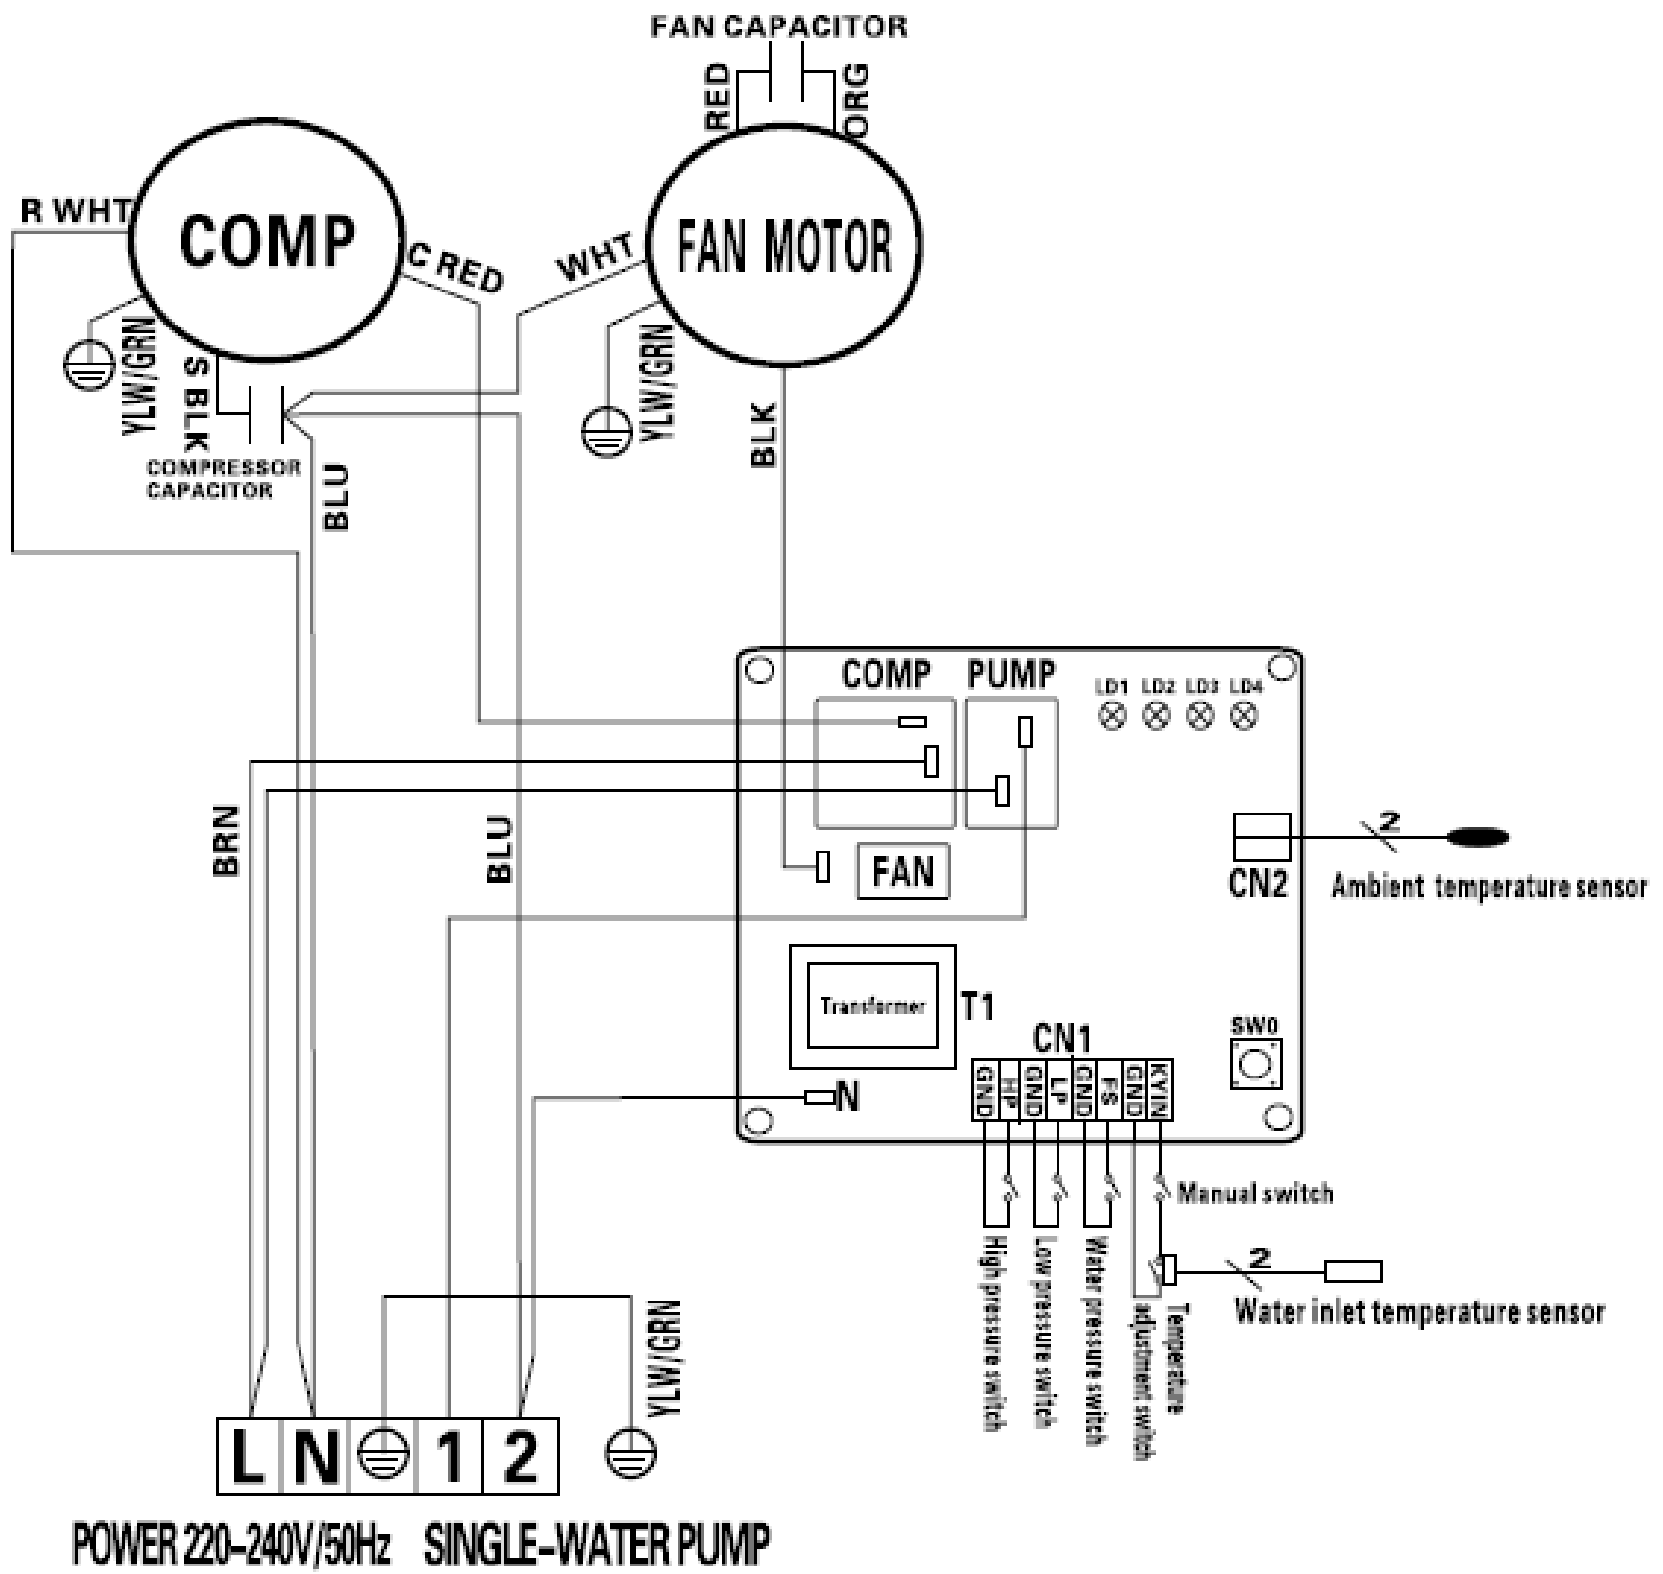 FAN CAPACITOR
RED
ORG
R WHT
COMP
C RED
WHT
FAN MOTOR
YLW/GRN
S BLK
YLW/GRN
COMPRESSOR
CAPACITOR
BLU
BLK
COMP
PUMP
LD1 LD2 LD3 LD4
BRN
BLU
FAN
2
CN2
Ambient temperature sensor
Transformer
T1
CN1
SW0
GND HP GND LP GND FS GND KYIN
N
Manual switch
High pressure switch
Low pressure switch
Water pressure switch
Temperature
adjustment switch
2
Water inlet temperature sensor
YLW/GRN
L N 1 2
POWER 220-240V/50Hz SINGLE-WATER PUMP